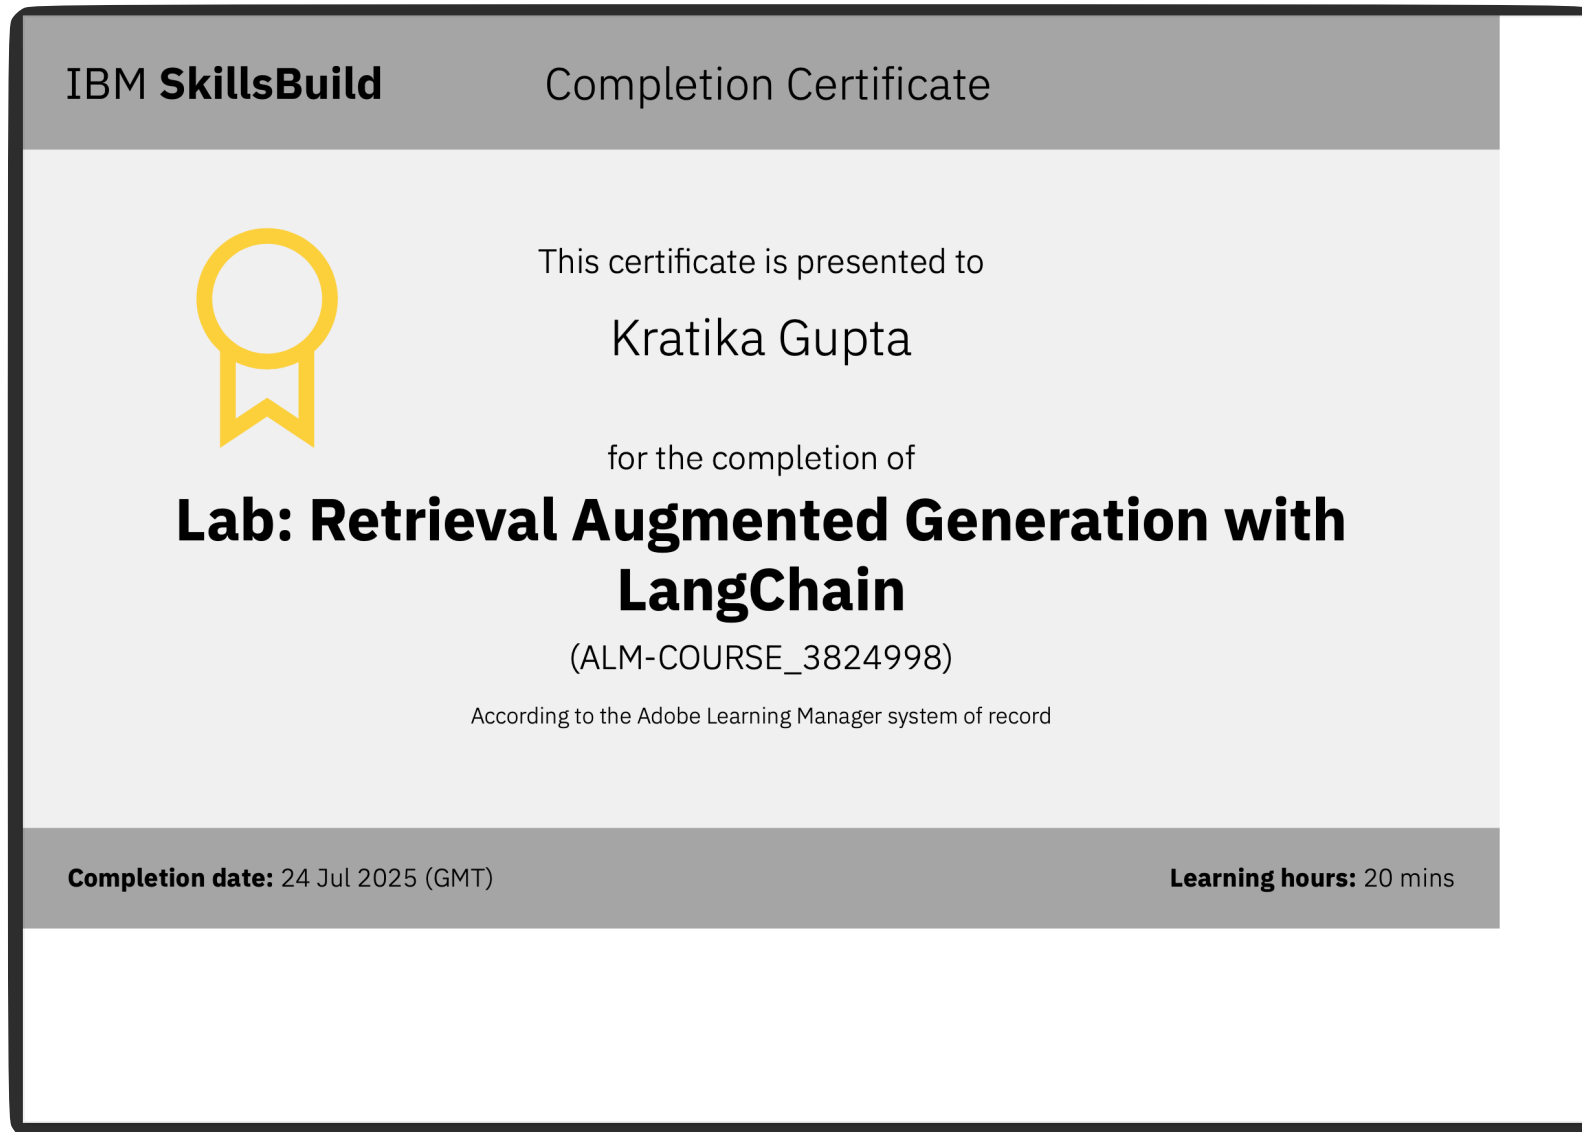 IBM SkillsBuild
Completion Certificate
This certificate is presented to
Kratika Gupta
for the completion of
Lab: Retrieval Augmented Generation with
LangChain
(ALM-COURSE_3824998)
According to the Adobe Learning Manager system of record
Completion date: 24 Jul 2025 (GMT)
Learning hours: 20 mins